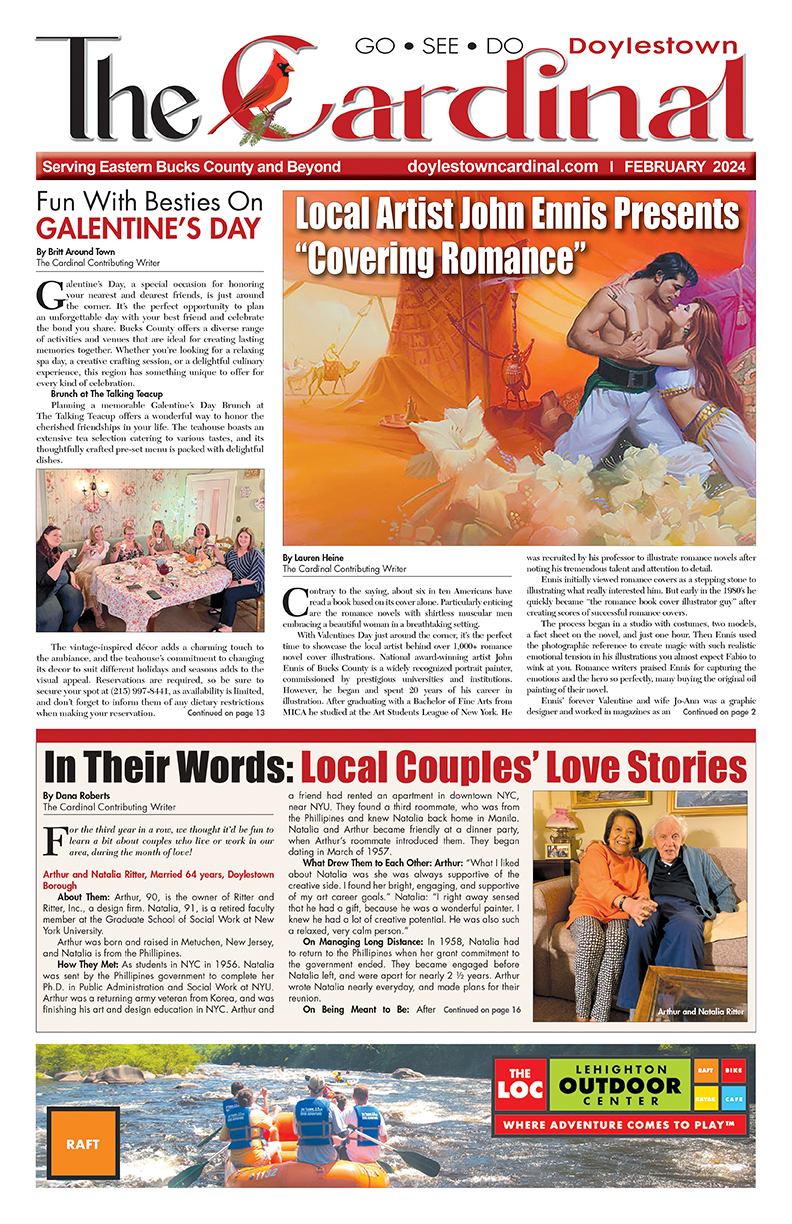 GO • SEE • DO
Doylestown
The Cardinal
Serving Eastern Bucks County and Beyond
doylestowncardinal.com | FEBRUARY 2024
Fun With Besties On
GALENTINE'S DAY
By Britt Around Town
The Cardinal Contributing Writer
Galentine's Day, a special occasion for honoring
your nearest and dearest friends, is just around
the corner. It's the perfect opportunity to plan
an unforgettable day with your best friend and celebrate
the bond you share. Bucks County offers a diverse range
of activities and venues that are ideal for creating lasting
memories together. Whether you're looking for a relaxing
spa day, a creative crafting session, or a delightful culinary
experience, this region has something unique to offer for
every kind of celebration.
Brunch at The Talking Teacup
Planning a memorable Galentine's Day Brunch at
The Talking Teacup offers a wonderful way to honor the
cherished friendships in your life. The teahouse boasts an
extensive tea selection catering to various tastes, and its
thoughtfully crafted pre-set menu is packed with delightful
dishes.
The vintage-inspired décor adds a charming touch to
the ambiance, and the teahouse's commitment to changing
its decor to suit different holidays and seasons adds to the
visual appeal. Reservations are required, so be sure to
secure your spot at (215) 997-8441, as availability is limited,
and don't forget to inform them of any dietary restrictions
when making your reservation.
Continued on page 13
Local Artist John Ennis Presents
"Covering Romance"
By Lauren Heine
The Cardinal Contributing Writer
Contrary to the saying, about six in ten Americans have
read a book based on its cover alone. Particularly enticing
are the romance novels with shirtless muscular men
embracing a beautiful woman in a breathtaking setting.
With Valentines Day just around the corner, it's the perfect
time to showcase the local artist behind over 1,000+ romance
novel cover illustrations. National award-winning artist John
Ennis of Bucks County is a widely recognized portrait painter,
commissioned by prestigious universities and institutions.
However, he began and spent 20 years of his career in
illustration. After graduating with a Bachelor of Fine Arts from
MICA he studied at the Art Students League of New York. He
was recruited by his professor to illustrate romance novels after
noting his tremendous talent and attention to detail.
Ennis initially viewed romance covers as a stepping stone to
illustrating what really interested him. But early in the 1980's he
quickly became "the romance book cover illustrator guy" after
creating scores of successful romance covers.
The process began in a studio with costumes, two models,
a fact sheet on the novel, and just one hour. Then Ennis used
the photographic reference to create magic with such realistic
emotional tension in his illustrations you almost expect Fabio to
wink at you. Romance writers praised Ennis for capturing the
emotions and the hero so perfectly, many buying the original oil
painting of their novel.
Ennis' forever Valentine and wife Jo-Ann was a graphic
designer and worked in magazines as an
Continued on page 2
In Their Words: Local Couples' Love Stories
By Dana Roberts
The Cardinal Contributing Writer
For the third year in a row, we thought it'd be fun to
learn a bit about couples who live or work in our
area, during the month of love!
Arthur and Natalia Ritter, Married 64 years, Doylestown
Borough
About Them: Arthur, 90, is the owner of Ritter and
Ritter, Inc., a design firm. Natalia, 91, is a retired faculty
member at the Graduate School of Social Work at New
York University.
Arthur was born and raised in Metuchen, New Jersey,
and Natalia is from the Phillipines.
How They Met: As students in NYC in 1956. Natalia
was sent by the Phillipines government to complete her
Ph.D. in Public Administration and Social Work at NYU.
Arthur was a returning army veteran from Korea, and was
finishing his art and design education in NYC. Arthur and
a friend had rented an apartment in downtown NYC,
near NYU. They found a third roommate, who was from
the Phillipines and knew Natalia back home in Manila.
Natalia and Arthur became friendly at a dinner party,
when Arthur's roommate introduced them. They began
dating in March of 1957.
What Drew Them to Each Other: Arthur: "What I liked
about Natalia was she was always supportive of the
creative side. I found her bright, engaging, and supportive
of my art career goals." Natalia: "I right away sensed
that he had a gift, because he was a wonderful painter. I
knew he had a lot of creative potential. He was also such
a relaxed, very calm person."
On Managing Long Distance: In 1958, Natalia had
to return to the Phillipines when her grant commitment to
the government ended. They became engaged before
Natalia left, and were apart for nearly 2 ½ years. Arthur
wrote Natalia nearly everyday, and made plans for their
reunion.
On Being Meant to Be: After
Continued on page 16
Arthur and Natalia Ritter
RAFT
THE
LOC
LEHIGHTON
OUTDOOR
CENTER
RAFT
BIKE
KAYAK
CAFE
WHERE ADVENTURE COMES TO PLAY™